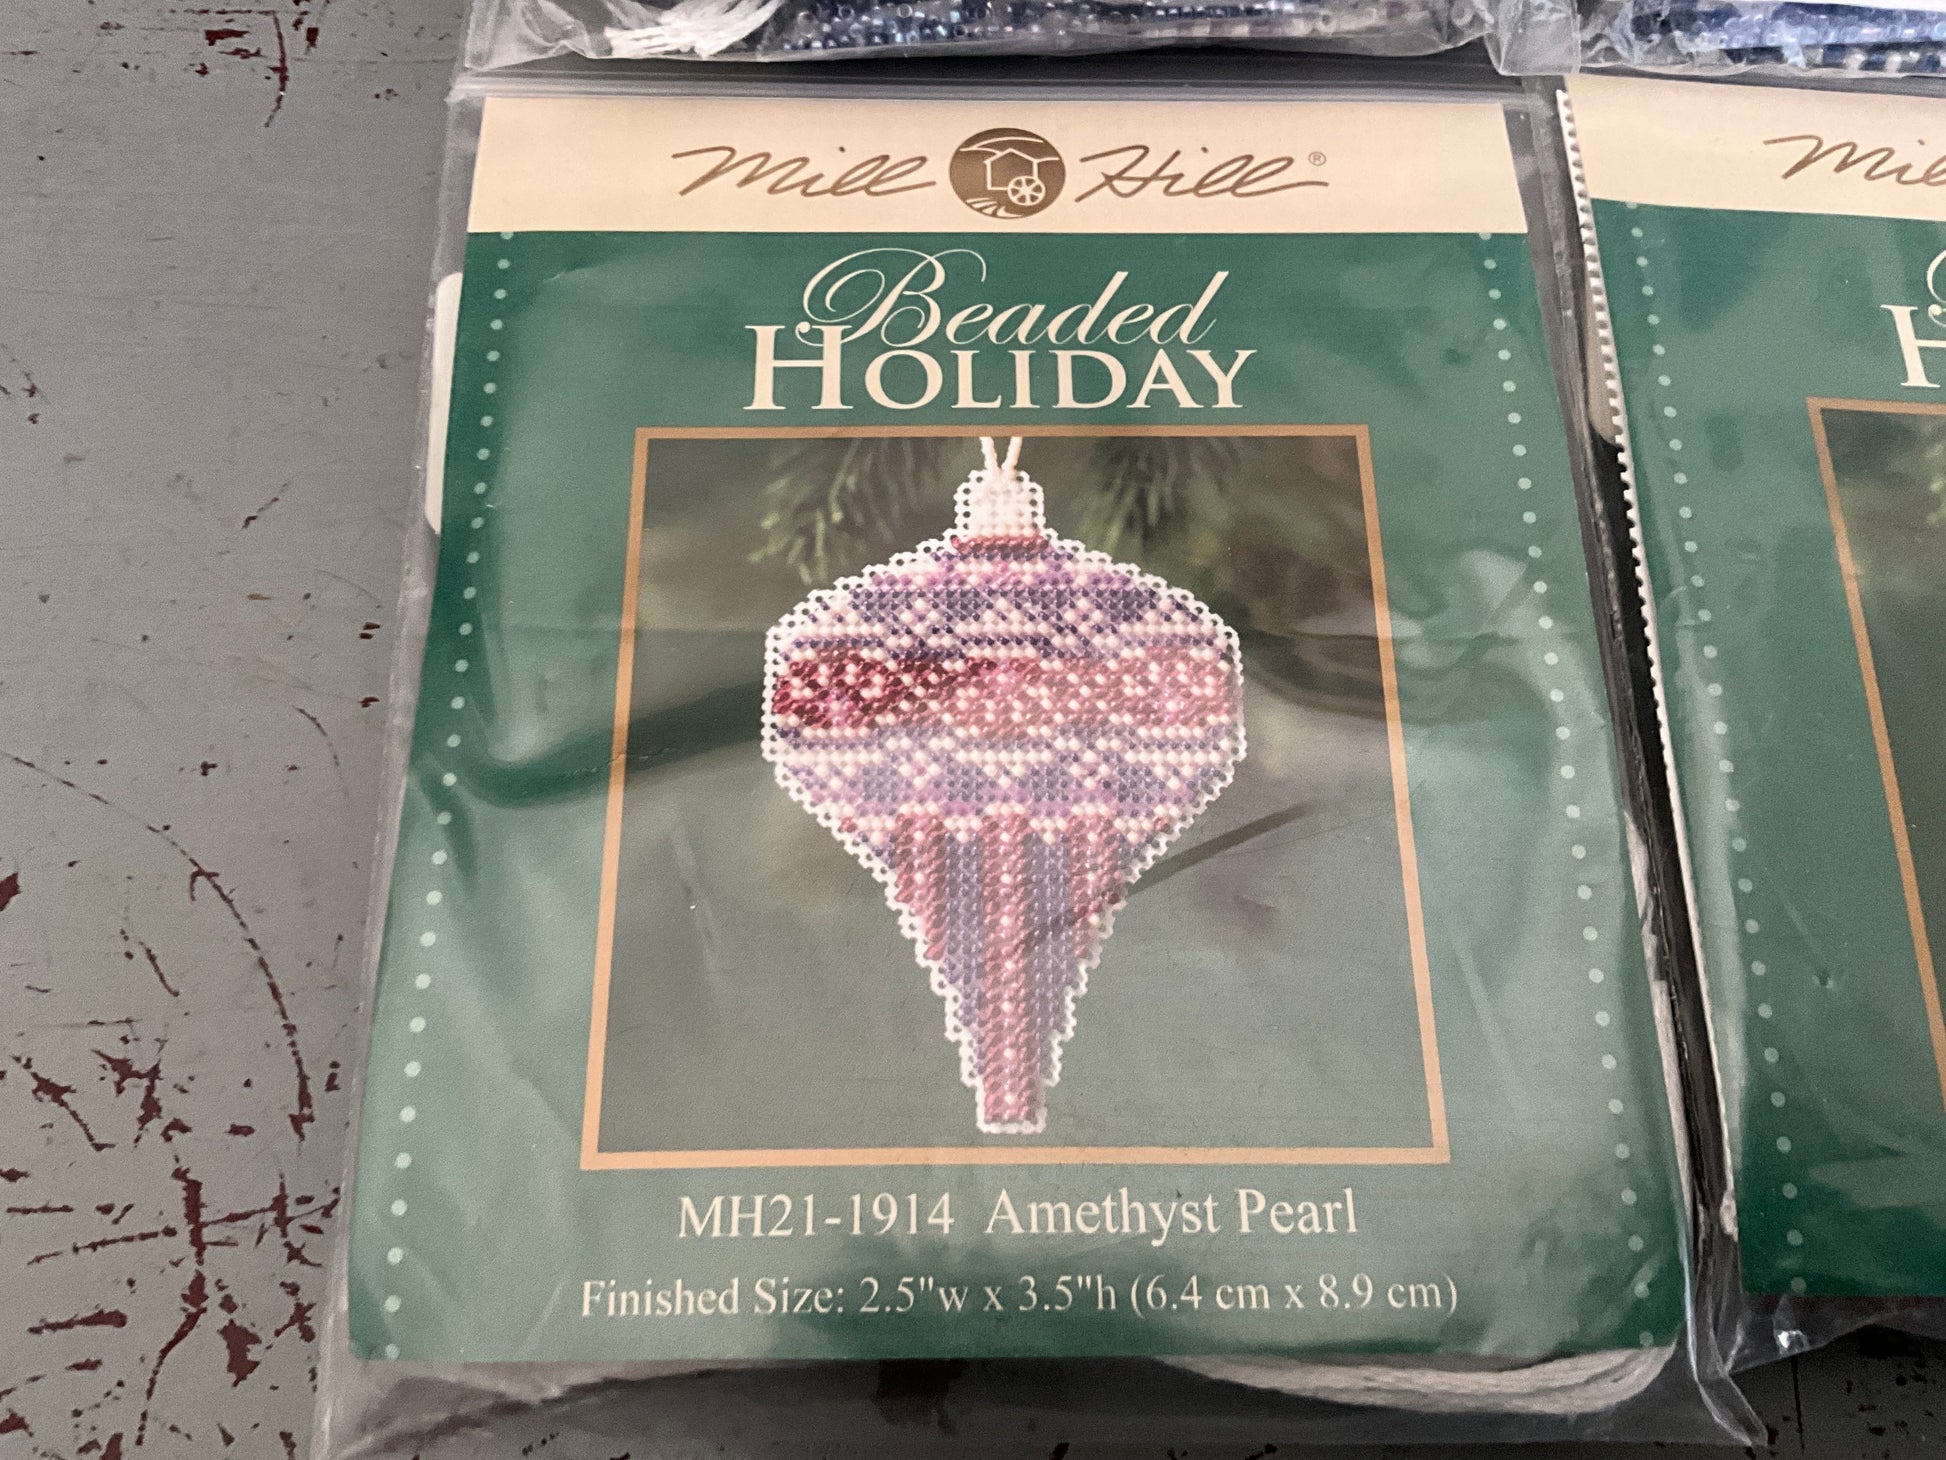 Mill Hill®
Beaded
HOLIDAY
MH21-1914 Amethyst Pearl
Finished Size: 2.5"w x 3.5"h (6.4 cm x 8.9 cm)